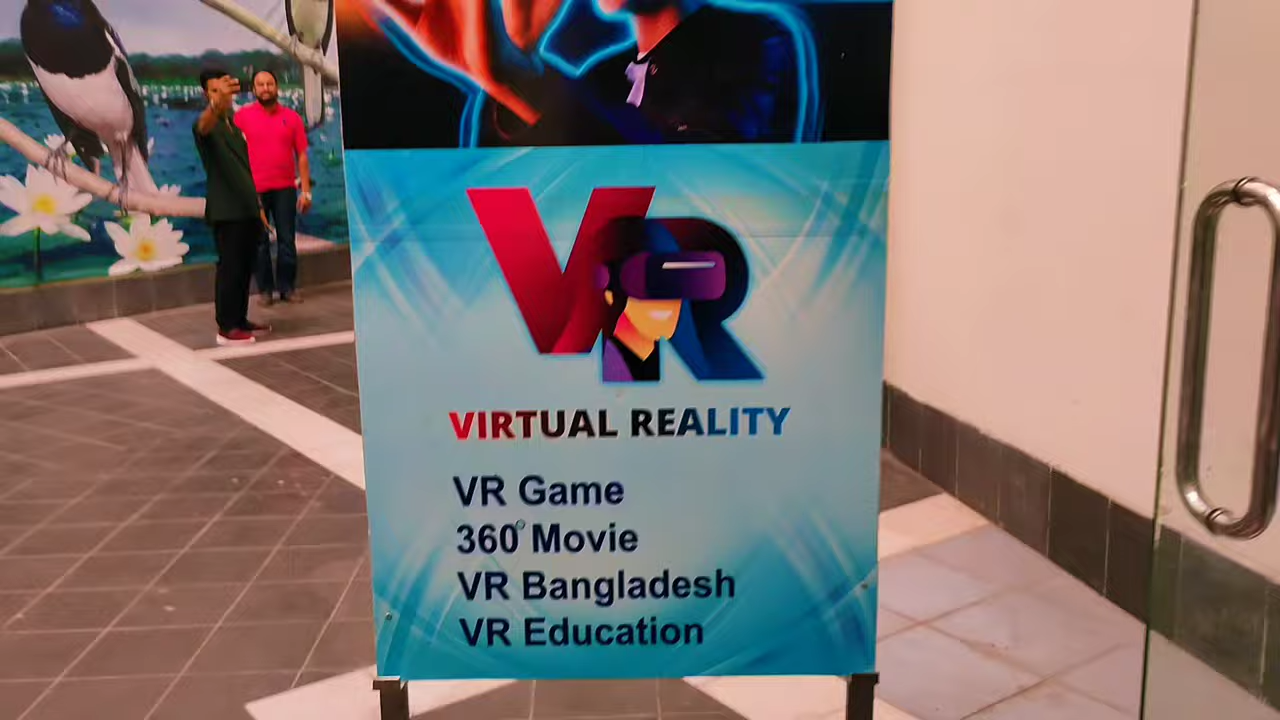 VR
VIRTUAL REALITY
VR Game
360° Movie
VR Bangladesh
VR Education